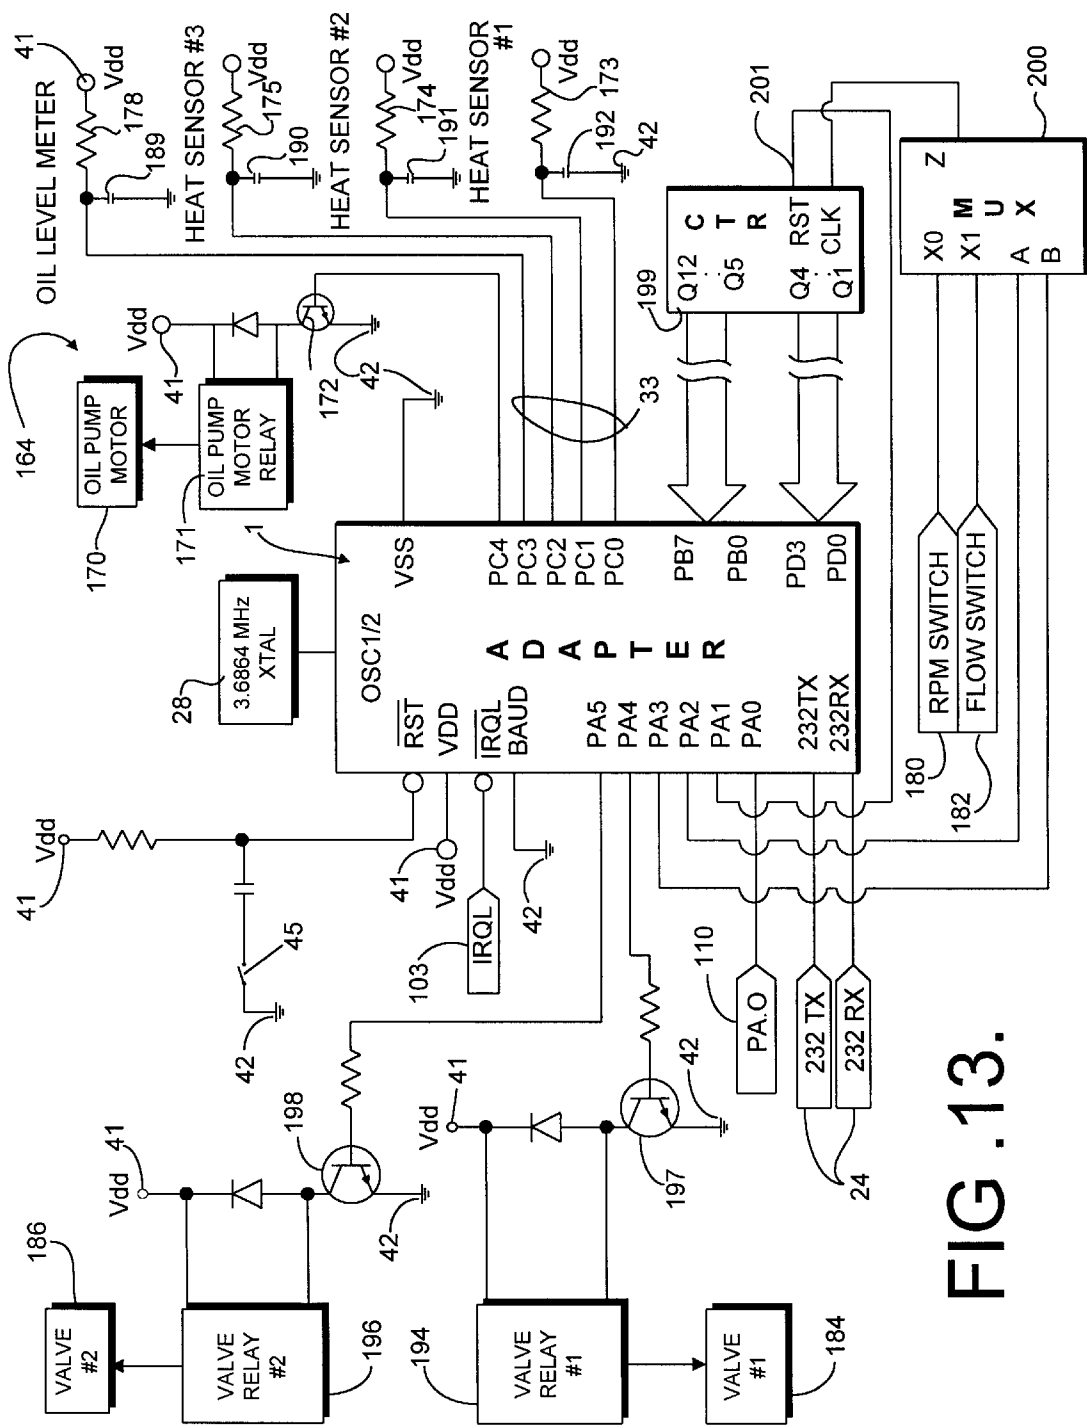 OIL LEVEL METER
41
Vdd
178
189
HEAT SENSOR #3
Vdd
175
190
HEAT SENSOR #2
Vdd
174
191
HEAT SENSOR
#1
Vdd
173
192
42
164
OIL PUMP
MOTOR
170
OIL PUMP
MOTOR
RELAY
171
Vdd
41
172
42
33
199
C
T
R
Q12
Q5
Q4
Q1
RST
CLK
201
200
M
U
X
X0
X1
A
B
Z
RPM SWITCH
FLOW SWITCH
180
182
28
3.6864 MHz
XTAL
1
OSC1/2
VSS
PC4
PC3
PC2
PC1
PC0
PB7
PB0
PD3
PD0
ADAPTER
RST
VDD
IRQL
BAUD
PA5
PA4
PA3
PA2
PA1
PA0
232TX
232RX
41
Vdd
45
42
41
Vdd
103
IRQL
42
110
PA.O
232 TX
232 RX
24
186
VALVE
#2
VALVE
RELAY
#2
196
Vdd
41
198
42
194
VALVE
RELAY
#1
VALVE
#1
184
Vdd
41
197
42
FIG .13.